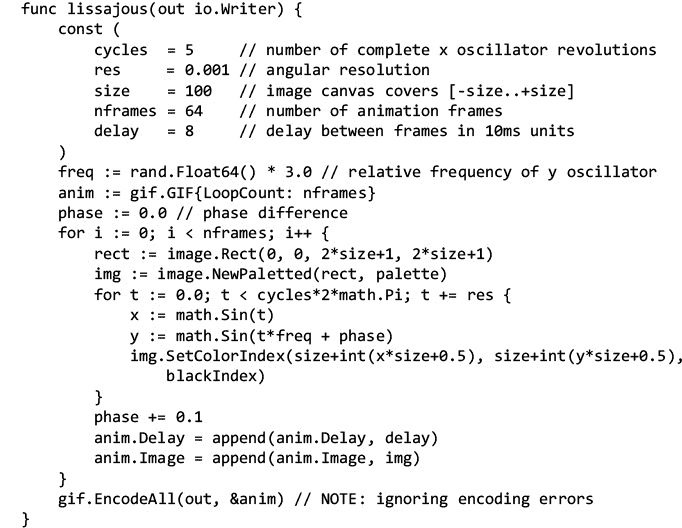 func lissajous(out io.Writer) {
    const (
        cycles  = 5     // number of complete x oscillator revolutions
        res     = 0.001 // angular resolution
        size    = 100   // image canvas covers [-size..+size]
        nframes = 64    // number of animation frames
        delay   = 8     // delay between frames in 10ms units
    )
    freq := rand.Float64() * 3.0 // relative frequency of y oscillator
    anim := gif.GIF{LoopCount: nframes}
    phase := 0.0 // phase difference
    for i := 0; i < nframes; i++ {
        rect := image.Rect(0, 0, 2*size+1, 2*size+1)
        img := image.NewPaletted(rect, palette)
        for t := 0.0; t < cycles*2*math.Pi; t += res {
            x := math.Sin(t)
            y := math.Sin(t*freq + phase)
            img.SetColorIndex(size+int(x*size+0.5), size+int(y*size+0.5),
                blackIndex)
        }
        phase += 0.1
        anim.Delay = append(anim.Delay, delay)
        anim.Image = append(anim.Image, img)
    }
    gif.EncodeAll(out, &anim) // NOTE: ignoring encoding errors
}